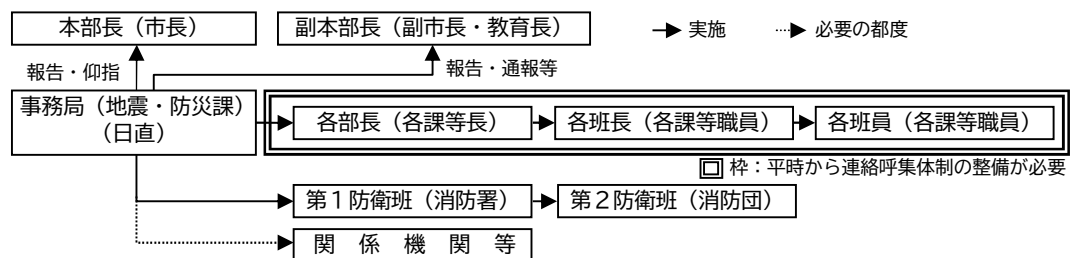 本部長（市長）
副本部長（副市長・教育長）
実施
必要の都度
報告・仰指
報告・通報等
事務局（地震・防災課）
（日直）
各部長（各課等長）
各班長（各課等職員）
各班員（各課等職員）
枠：平時から連絡呼集体制の整備が必要
第１防衛班（消防署）
第２防衛班（消防団）
関　係　機　関　等